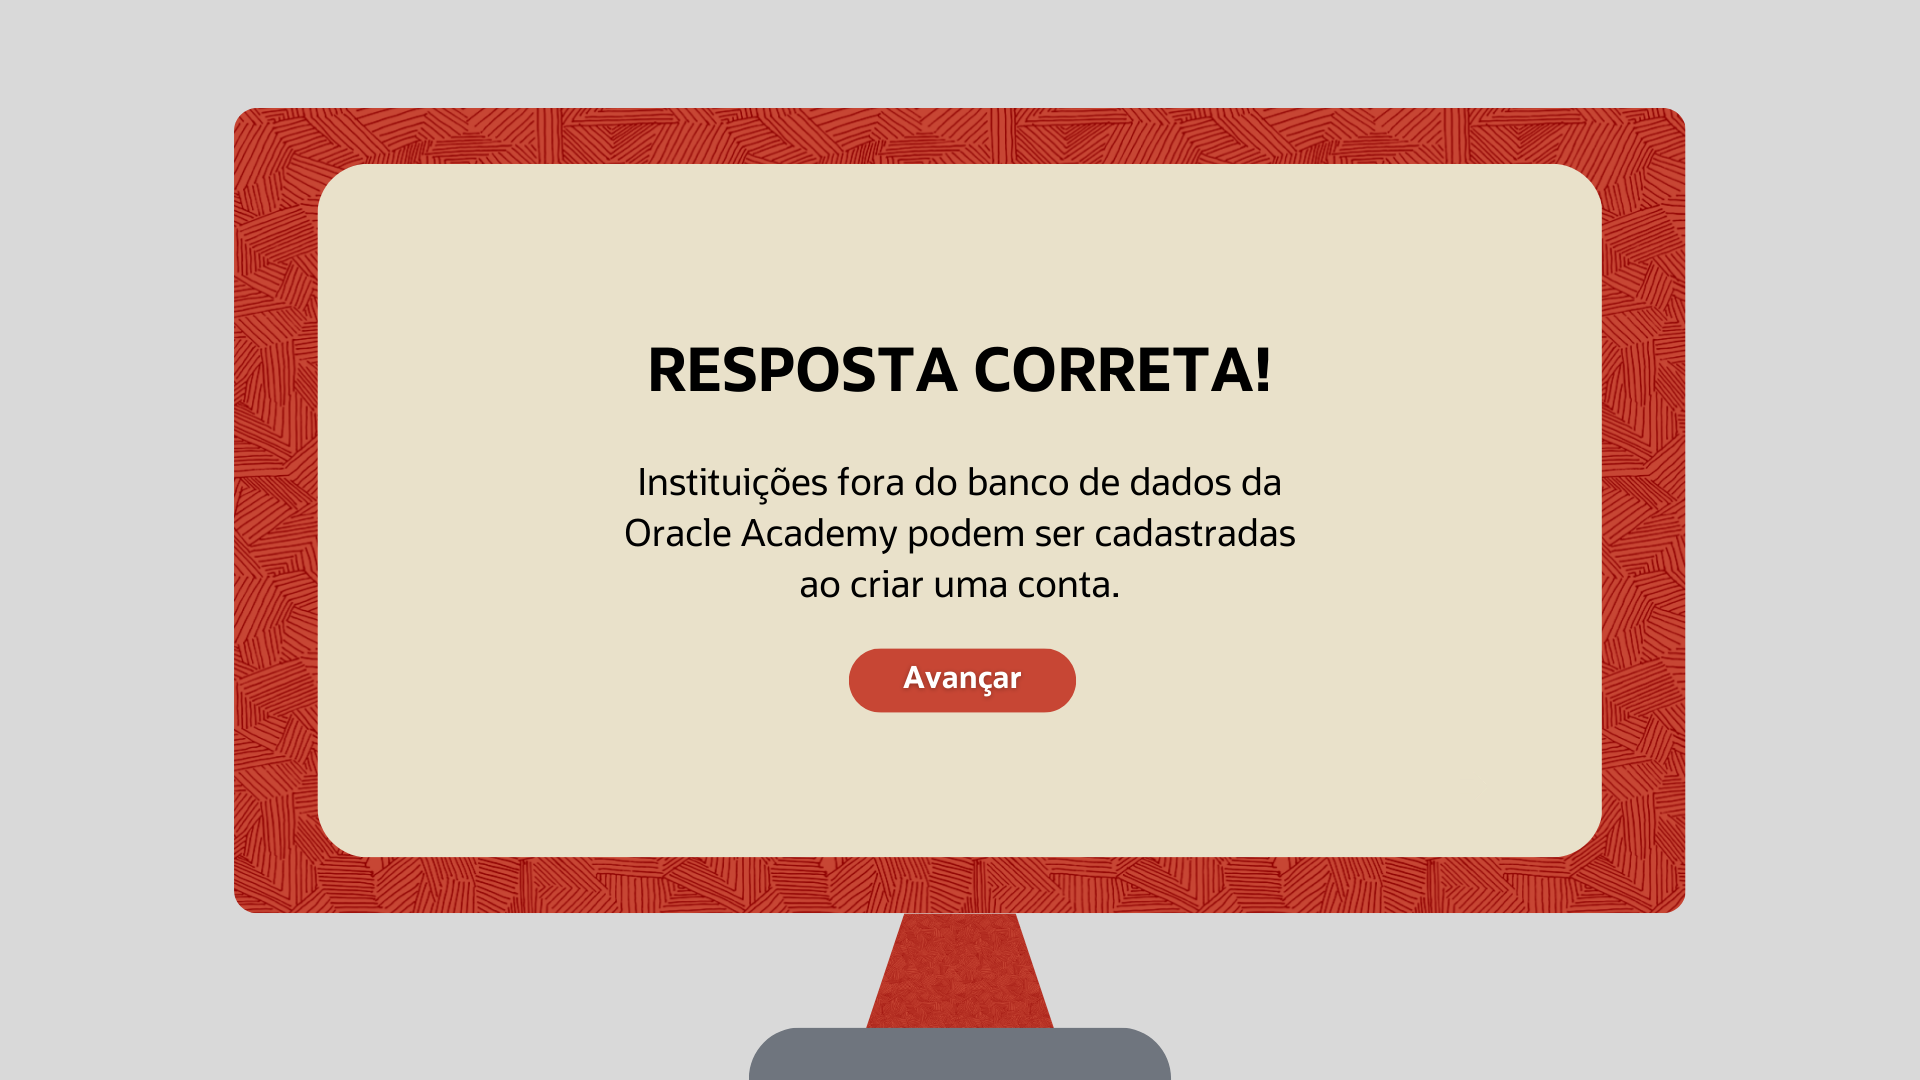 RESPOSTA CORRETA!
Instituições fora do banco de dados da
Oracle Academy podem ser cadastradas
ao criar uma conta.
Avançar